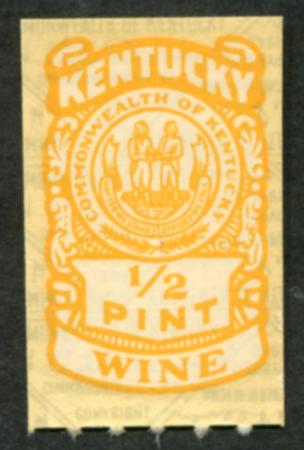 KENTUCKY
COMMONWEALTH OF KENTUCKY
C
1/2
PINT
WINE